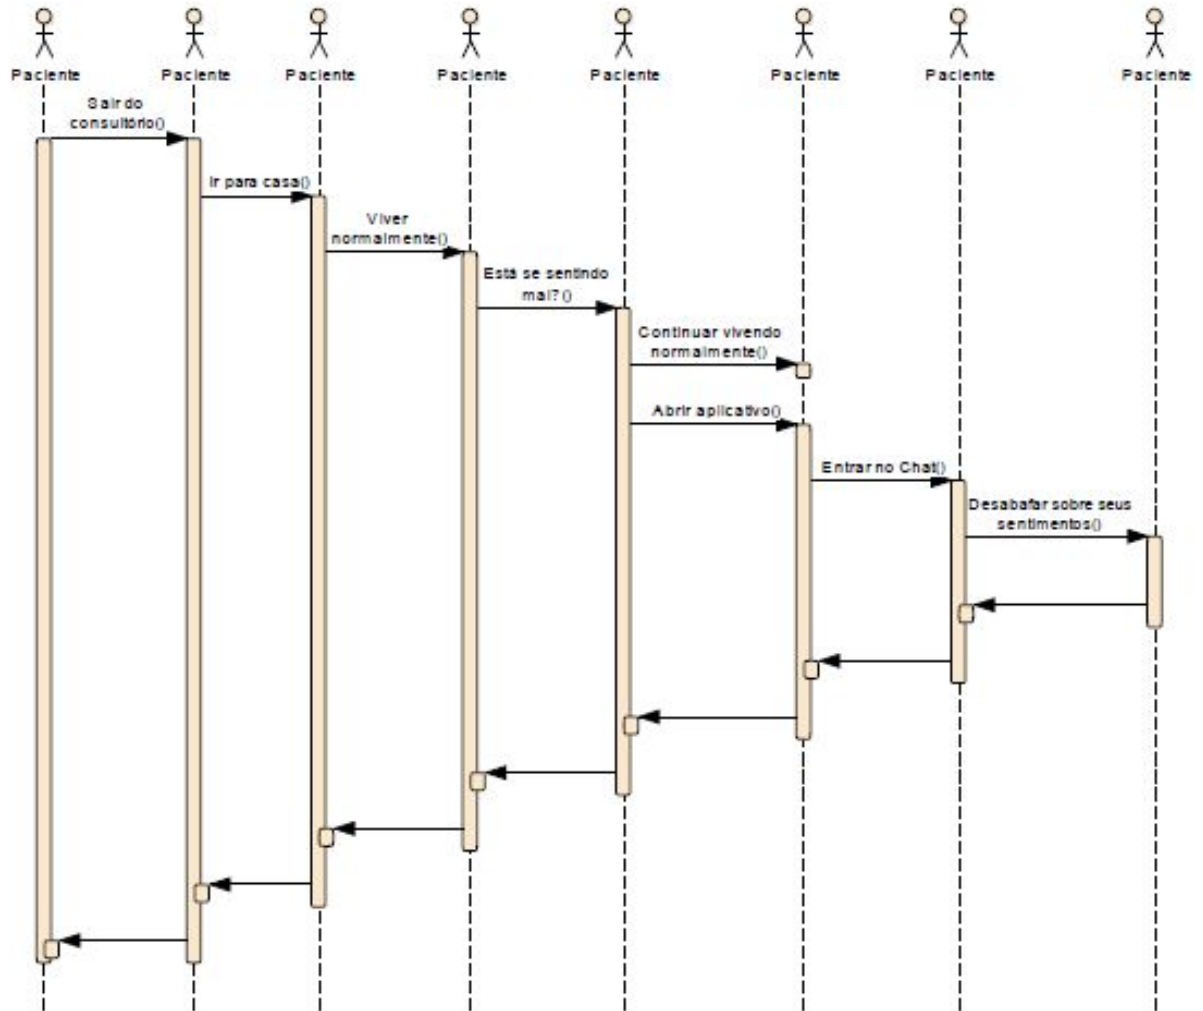 Paciente
Paciente
Paciente
Paciente
Paciente
Paciente
Paciente
Paciente
Sair do
consultório()
Ir para casa()
Viver
normalmente()
Está se sentindo
mal? ()
Continuar vivendo
normalmente()
Abrir aplicativo()
Entrar no Chat()
Desabafar sobre seus
sentimentos()